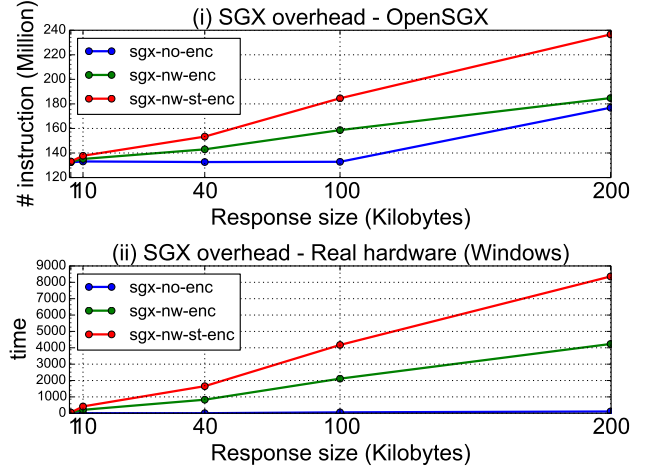 (i) SGX overhead - OpenSGX
# instruction (Million)
240
220
200
180
160
140
120
sgx-no-enc
sgx-nw-enc
sgx-nw-st-enc
1 10 40 100 200
Response size (Kilobytes)
(ii) SGX overhead - Real hardware (Windows)
time
9000
8000
7000
6000
5000
4000
3000
2000
1000
0
sgx-no-enc
sgx-nw-enc
sgx-nw-st-enc
1 10 40 100 200
Response size (Kilobytes)